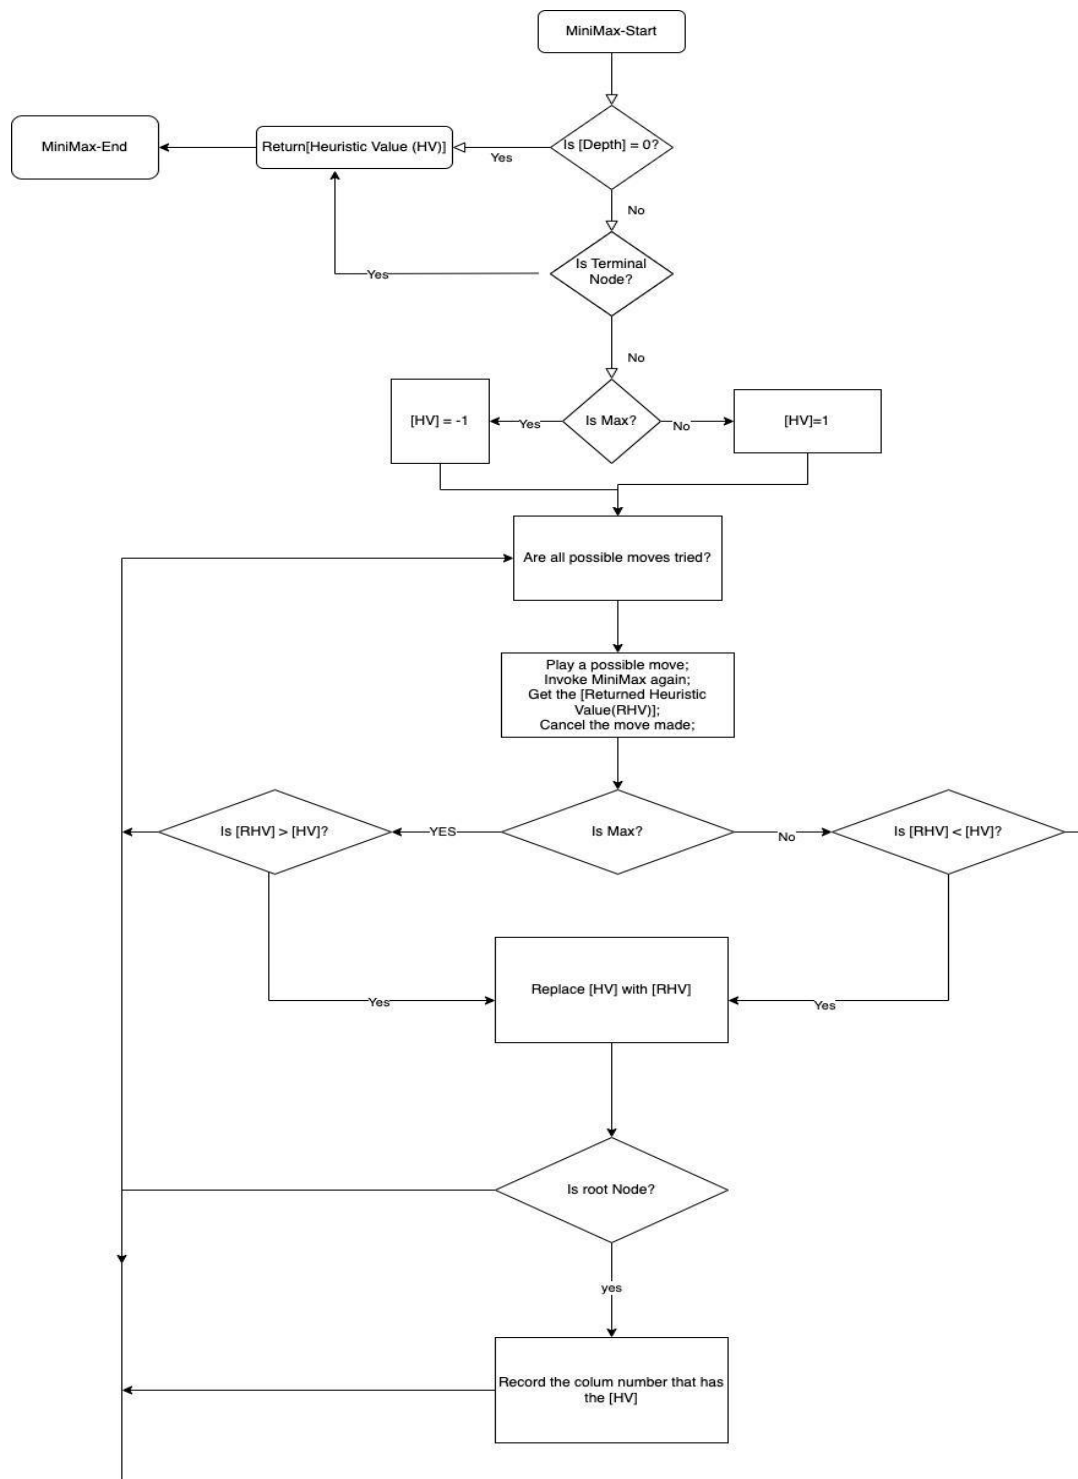 MiniMax-Start
MiniMax-End
Return[Heuristic Value (HV)]
Yes
Is [Depth] = 0?
No
Is Terminal
Node?
Yes
No
[HV] = -1
Yes
Is Max?
No
[HV]=1
Are all possible moves tried?
Play a possible move;
Invoke MiniMax again;
Get the [Returned Heuristic
Value(RHV)];
Cancel the move made;
Is [RHV] > [HV]?
YES
Is Max?
No
Is [RHV] < [HV]?
Replace [HV] with [RHV]
Yes
Yes
Is root Node?
yes
Record the colum number that has
the [HV]